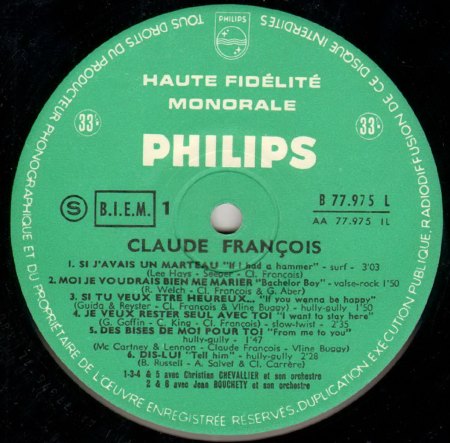 TOUS DROITS DU PRODUCTEUR PHONOGRAPHIQUE ET DU PROPRIÉTAIRE DE L'ŒUVRE ENREGISTRÉE RÉSERVÉS. DUPLICATION, EXÉCUTION PUBLIQUE, RADIODIFFUSION DE CE DISQUE INTERDITES
PHILIPS
HAUTE FIDÉLITÉ
MONORALE
33 33
PHILIPS
S B.I.E.M. 1
B 77.975 L
AA 77.975 1L
CLAUDE FRANÇOIS
1. SI J'AVAIS UN MARTEAU "If I had a hammer" - surf - 3'03
(Lee Hays - Seeger - Cl. François)
2. MOI JE VOUDRAIS BIEN ME MARIER "Bachelor Boy" - valse-rock 1'50
(R. Welch - Cl. François & G. Aber)
3. SI TU VEUX ETRE HEUREUX... "If you wanna be happy"
Guida & Royster - Cl. François & Vline Buggy) - hully-gully 1'50
4. JE VEUX RESTER SEUL AVEC TOI "I want to stay here"
(G. Goffin - C. King - Cl. François) - slow-twist - 2'35
5. DES BISES DE MOI POUR TOI "From me to you"
hully-gully - 1'47
(Mc Cartney & Lennon - Claude François - Vline Buggy)
6. DIS-LUI "Tell him" - hully-gully 2'28
(B. Russell - A. Salvet & Cl. Carrère)
1-3-4 & 5 avec Christian CHEVALLIER et son orchestre
2 & 6 avec Jean BOUCHETY et son orchestre